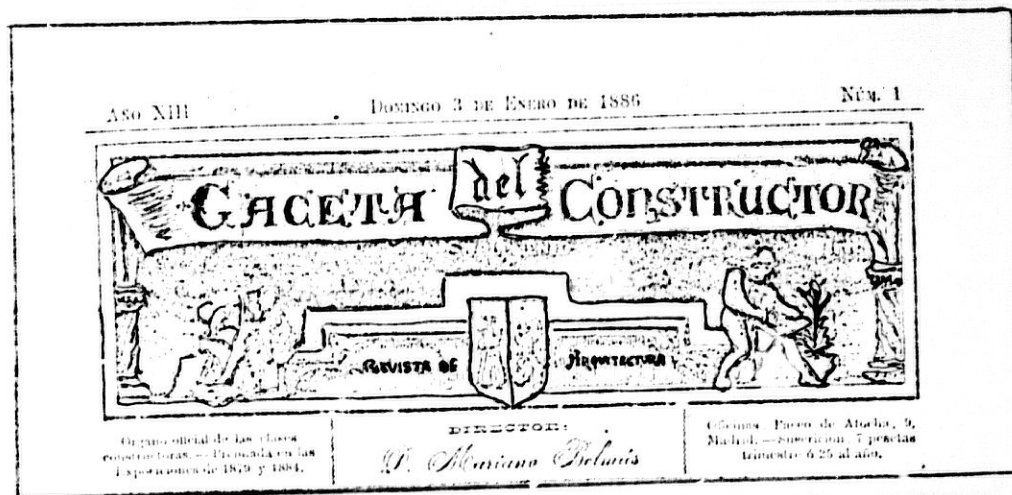 Año XIII
Domingo 3 de Enero de 1886
Núm. 1
Gaceta del Constructor
Revista de Arquitectura
Órgano oficial de las clases
constructoras. — Premiada en las
Exposiciones de 1879 y 1884.
DIRECTOR:
D. Mariano Belmás
Oficinas: Paseo de Atocha, 9,
Madrid. — Suscrición, 7 pesetas
trimestre 6 25 al año.